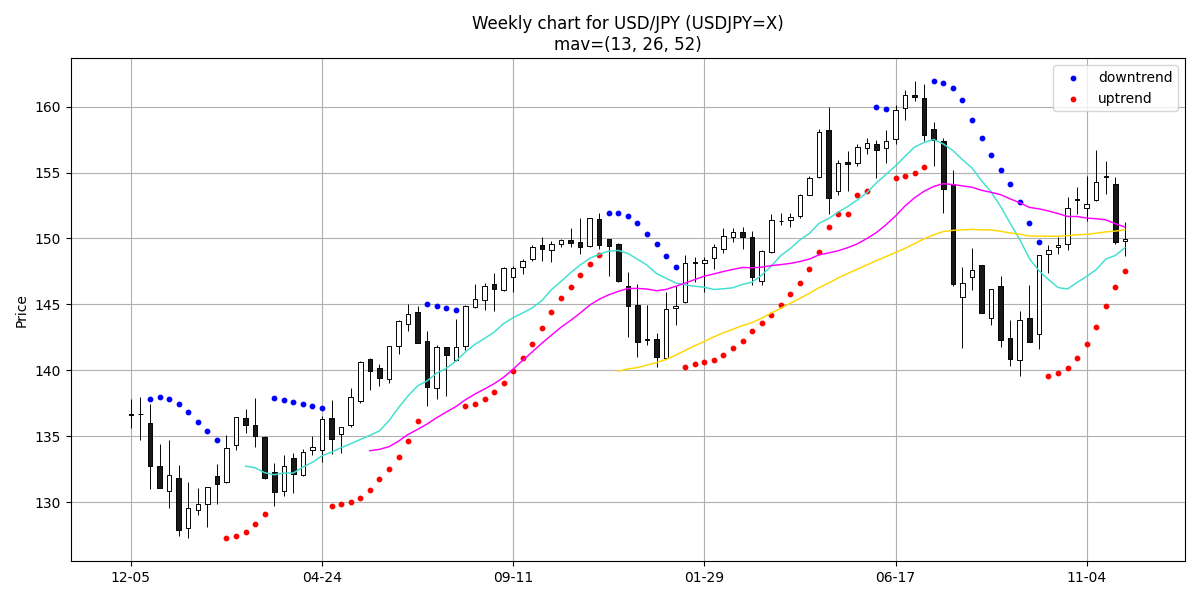 Weekly chart for USD/JPY (USDJPY=X)
mav=(13, 26, 52)
downtrend
uptrend
Price
160
155
150
145
140
135
130
12-05
04-24
09-11
01-29
06-17
11-04